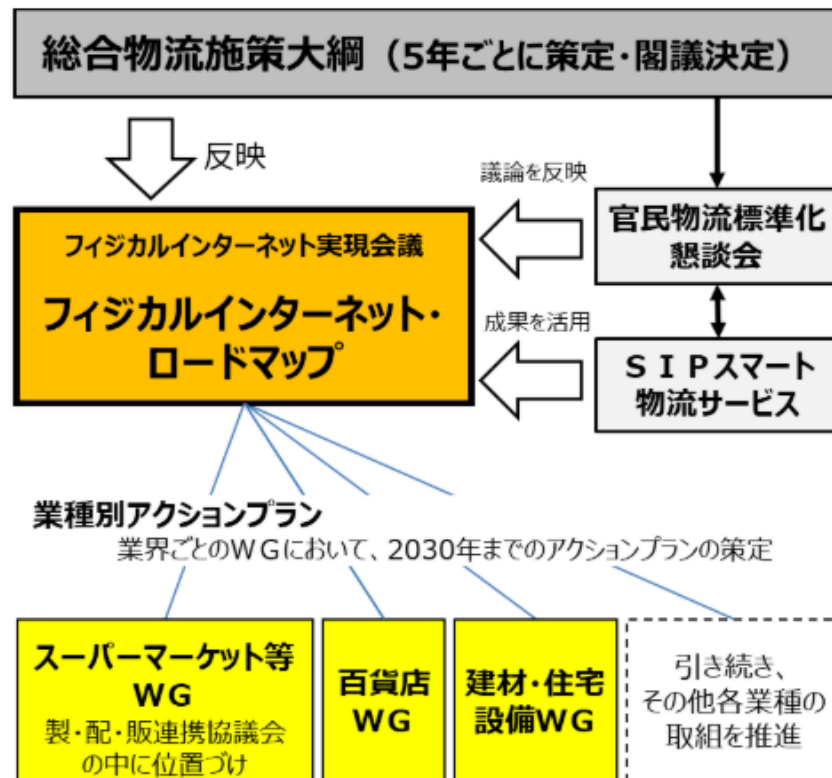 総合物流施策大綱（5年ごとに策定・閣議決定）
反映
議論を反映
官民物流標準化
懇談会
フィジカルインターネット実現会議
フィジカルインターネット・
ロードマップ
成果を活用
ＳＩＰスマート
物流サービス
業種別アクションプラン
業界ごとのＷＧにおいて、2030年までのアクションプランの策定
スーパーマーケット等
WG
製・配・販連携協議会
の中に位置づけ
百貨店
WG
建材・住宅
設備WG
引き続き、
その他各業種の
取組を推進